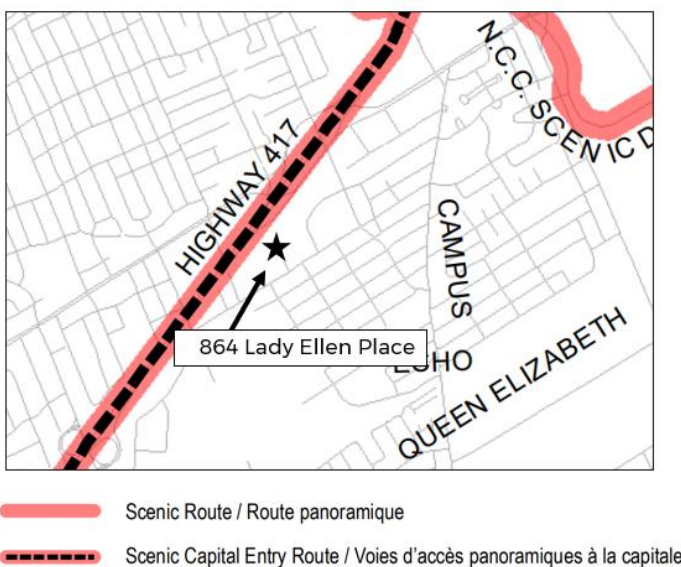 N.C.C. SCENIC D
HIGHWAY 417
CAMPUS
864 Lady Ellen Place
ECHO
QUEEN ELIZABETH
Scenic Route / Route panoramique
Scenic Capital Entry Route / Voies d'accès panoramiques à la capitale